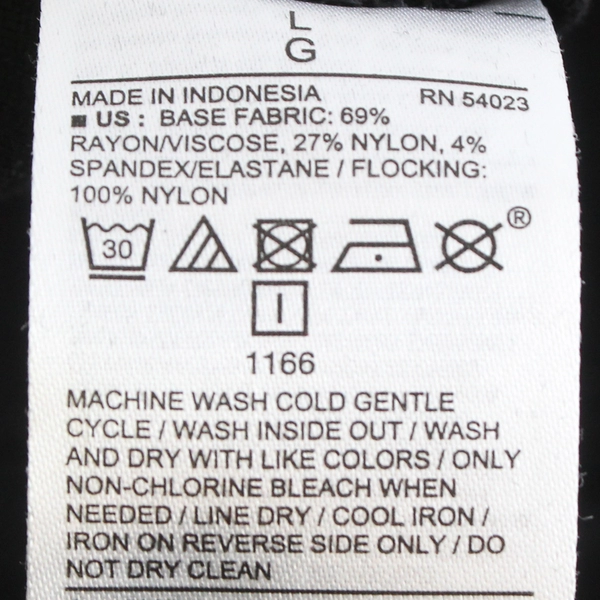 L
G
MADE IN INDONESIA RN 54023
■ US : BASE FABRIC: 69%
RAYON/VISCOSE, 27% NYLON, 4%
SPANDEX/ELASTANE / FLOCKING:
100% NYLON
30 ®
1166
MACHINE WASH COLD GENTLE
CYCLE / WASH INSIDE OUT / WASH
AND DRY WITH LIKE COLORS / ONLY
NON-CHLORINE BLEACH WHEN
NEEDED / LINE DRY / COOL IRON /
IRON ON REVERSE SIDE ONLY / DO
NOT DRY CLEAN